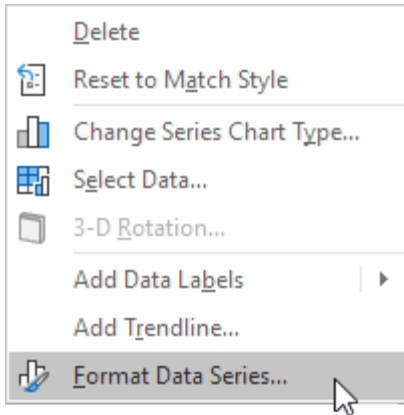 Delete
Reset to Match Style
Change Series Chart Type...
Select Data...
3-D Rotation...
Add Data Labels
Add Trendline...
Format Data Series...